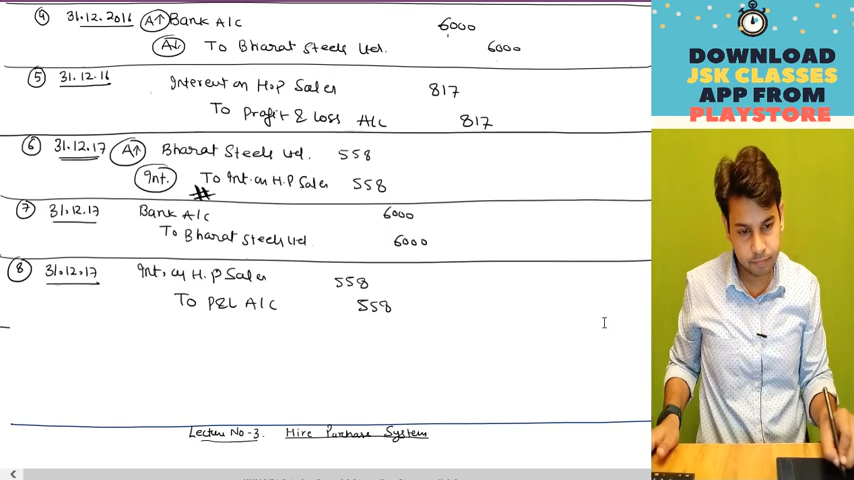 ④ 31.12.2016 A↑ Bank A/C 6000
A↓ To Bharat Steels Ltd. 6000
⑤ 31.12.16 Interest on H.P Sales 817
To Profit & Loss A/C 817
⑥ 31.12.17 A↑ Bharat Steels Ltd. 558
Int. To Int. on H.P Sales 558
#
⑦ 31.12.17 Bank A/C 6000
To Bharat Steels Ltd. 6000
⑧ 31.12.17 Int. on H.P Sales 558
To P&L A/C 558
Lecture No-3. Hire Purchase System
DOWNLOAD
JSK CLASSES
APP FROM
PLAYSTORE